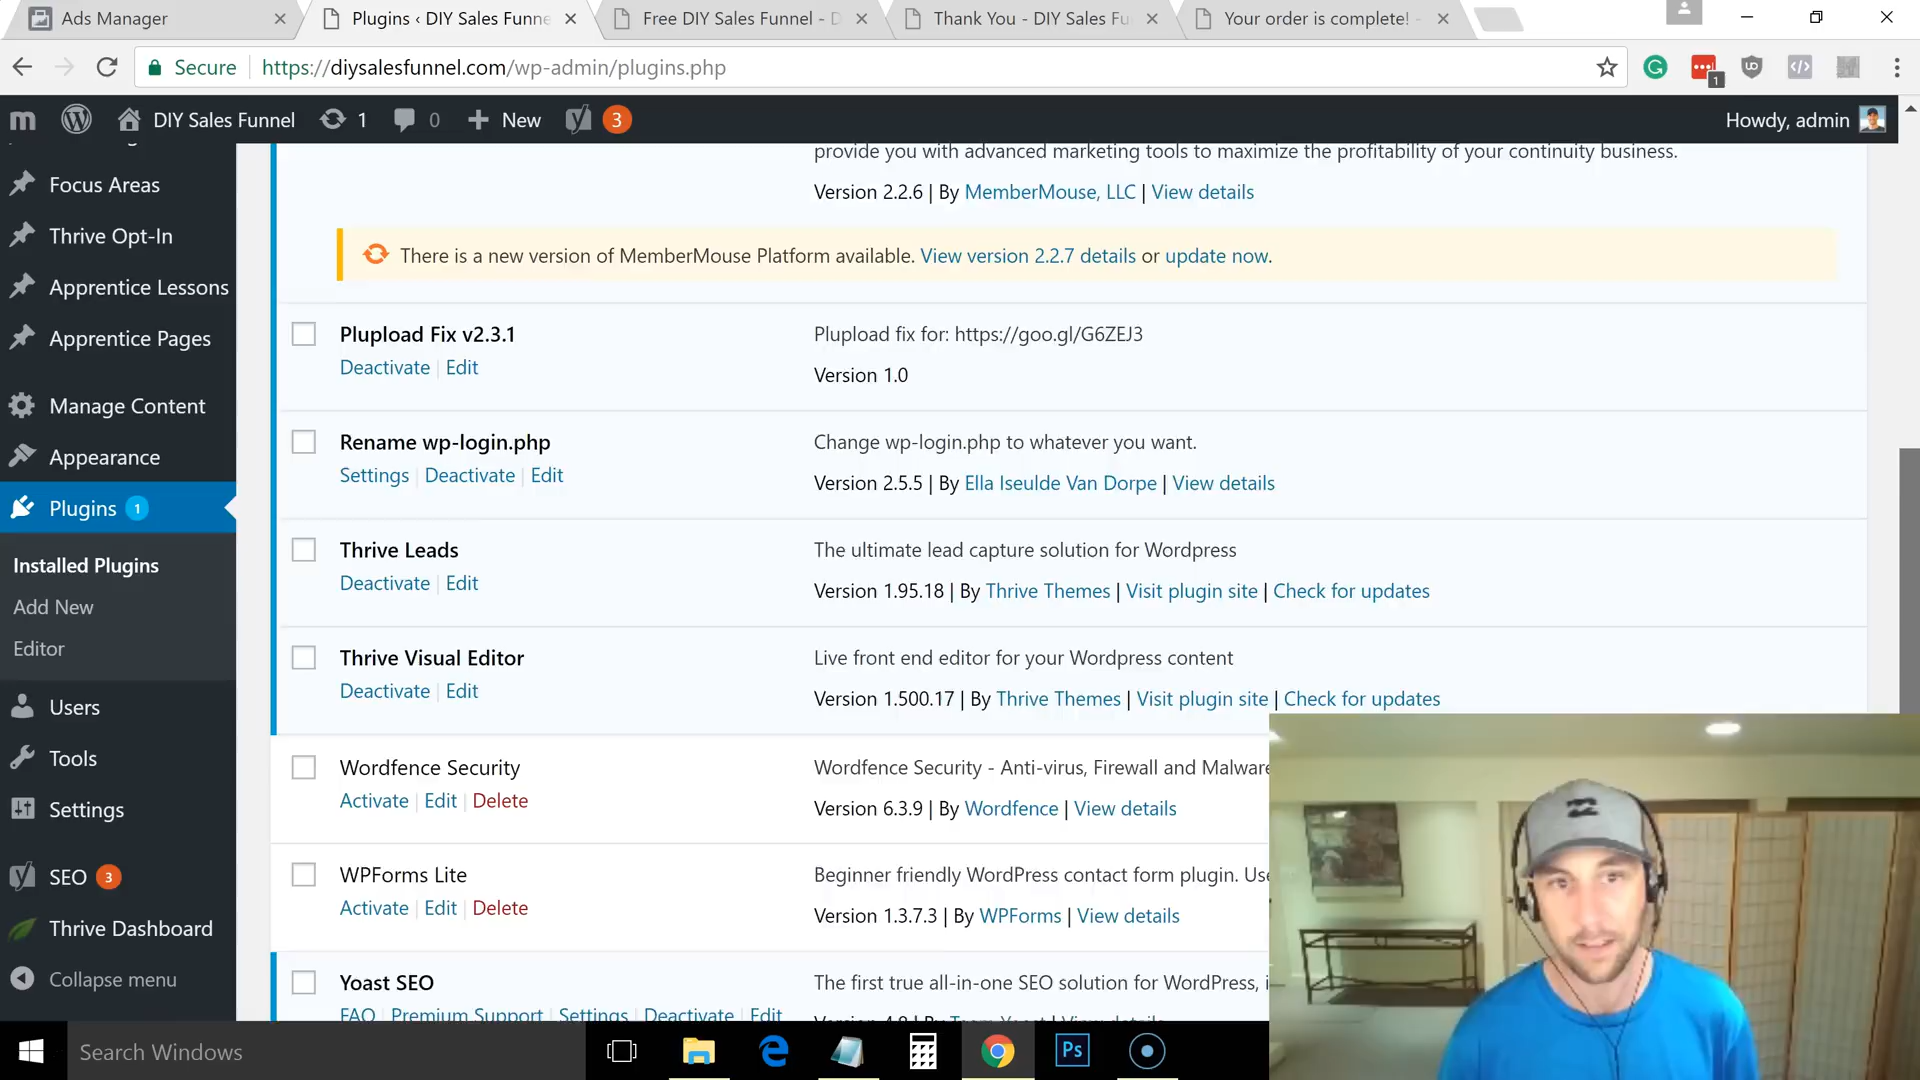 Ads Manager
Plugins ‹ DIY Sales Funne
Free DIY Sales Funnel - D
Thank You - DIY Sales Fu
Your order is complete! -
Secure
https://diysalesfunnel.com/wp-admin/plugins.php
1
DIY Sales Funnel 1 0 New 3
Howdy, admin
provide you with advanced marketing tools to maximize the profitability of your continuity business.
Version 2.2.6 | By MemberMouse, LLC | View details
There is a new version of MemberMouse Platform available. View version 2.2.7 details or update now.
Plupload Fix v2.3.1
Deactivate | Edit
Plupload fix for: https://goo.gl/G6ZEJ3
Version 1.0
Rename wp-login.php
Settings | Deactivate | Edit
Change wp-login.php to whatever you want.
Version 2.5.5 | By Ella Iseulde Van Dorpe | View details
Thrive Leads
Deactivate | Edit
The ultimate lead capture solution for Wordpress
Version 1.95.18 | By Thrive Themes | Visit plugin site | Check for updates
Thrive Visual Editor
Deactivate | Edit
Live front end editor for your Wordpress content
Version 1.500.17 | By Thrive Themes | Visit plugin site | Check for updates
Wordfence Security
Activate | Edit | Delete
Wordfence Security - Anti-virus, Firewall and Malware
Version 6.3.9 | By Wordfence | View details
WPForms Lite
Activate | Edit | Delete
Beginner friendly WordPress contact form plugin. Use
Version 1.3.7.3 | By WPForms | View details
Yoast SEO
FAQ | Premium Support | Settings | Deactivate | Edit
The first true all-in-one SEO solution for WordPress, i
Focus Areas
Thrive Opt-In
Apprentice Lessons
Apprentice Pages
Manage Content
Appearance
Plugins 1
Installed Plugins
Add New
Editor
Users
Tools
Settings
SEO 3
Thrive Dashboard
Collapse menu
Search Windows
Ps